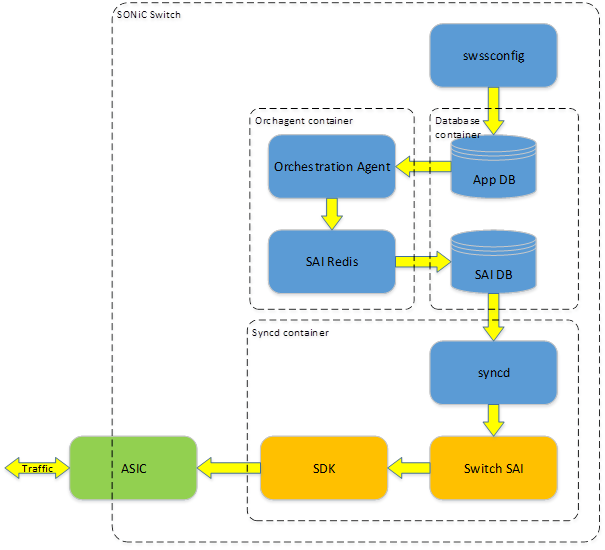 SONiC Switch
swssconfig
Orchagent container
Database
container
Orchestration Agent
App DB
SAI Redis
SAI DB
Syncd container
syncd
Traffic
ASIC
SDK
Switch SAI